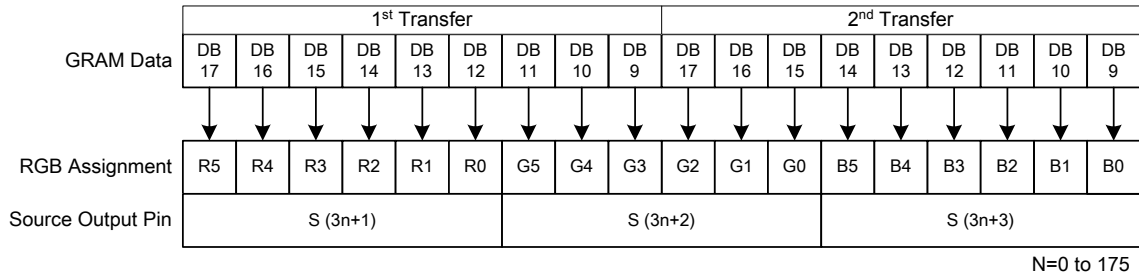 1st Transfer 2nd Transfer
GRAM Data DB 17 DB 16 DB 15 DB 14 DB 13 DB 12 DB 11 DB 10 DB 9 DB 17 DB 16 DB 15 DB 14 DB 13 DB 12 DB 11 DB 10 DB 9
RGB Assignment R5 R4 R3 R2 R1 R0 G5 G4 G3 G2 G1 G0 B5 B4 B3 B2 B1 B0
Source Output Pin S (3n+1) S (3n+2) S (3n+3)
N=0 to 175